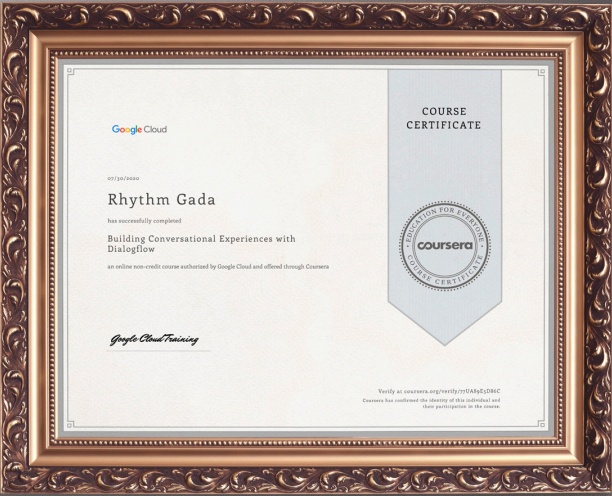 Google Cloud
COURSE
CERTIFICATE
07/30/2020
Rhythm Gada
has successfully completed
Building Conversational Experiences with
Dialogflow
an online non-credit course authorized by Google Cloud and offered through Coursera
EDUCATION FOR EVERYONE
coursera
COURSE CERTIFICATE
Google Cloud Training
Verify at coursera.org/verify/77UA89E5D86C
Coursera has confirmed the identity of this individual and
their participation in the course.